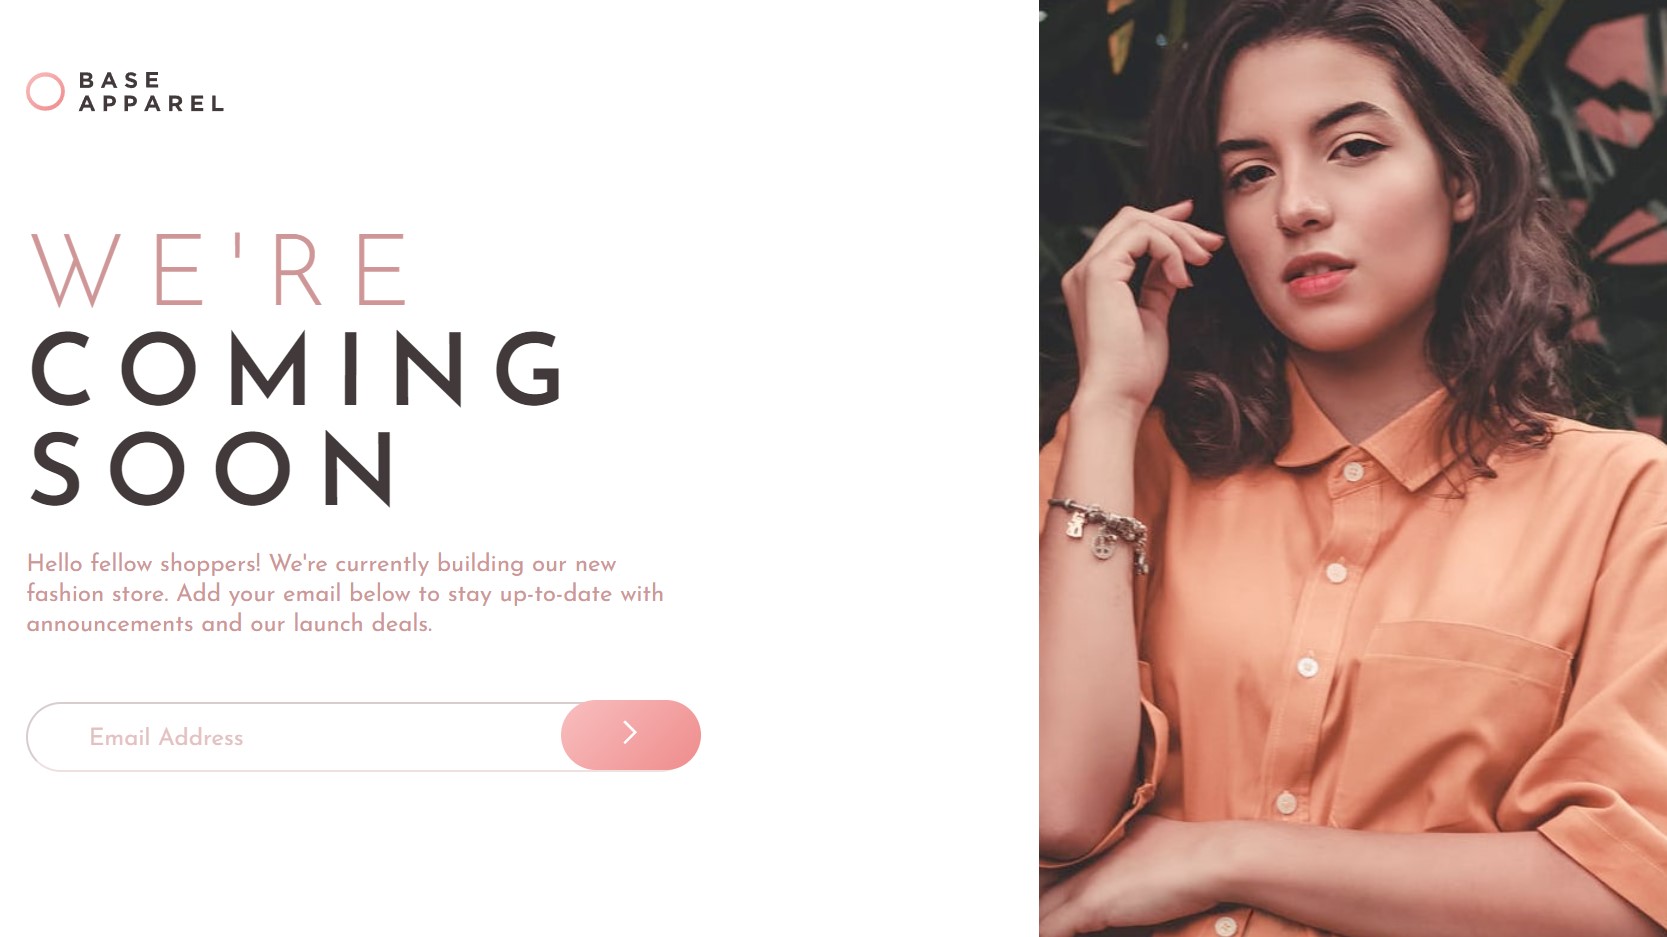 BASE
APPAREL
WE'RE
COMING
SOON
Hello fellow shoppers! We're currently building our new
fashion store. Add your email below to stay up-to-date with
announcements and our launch deals.
Email Address